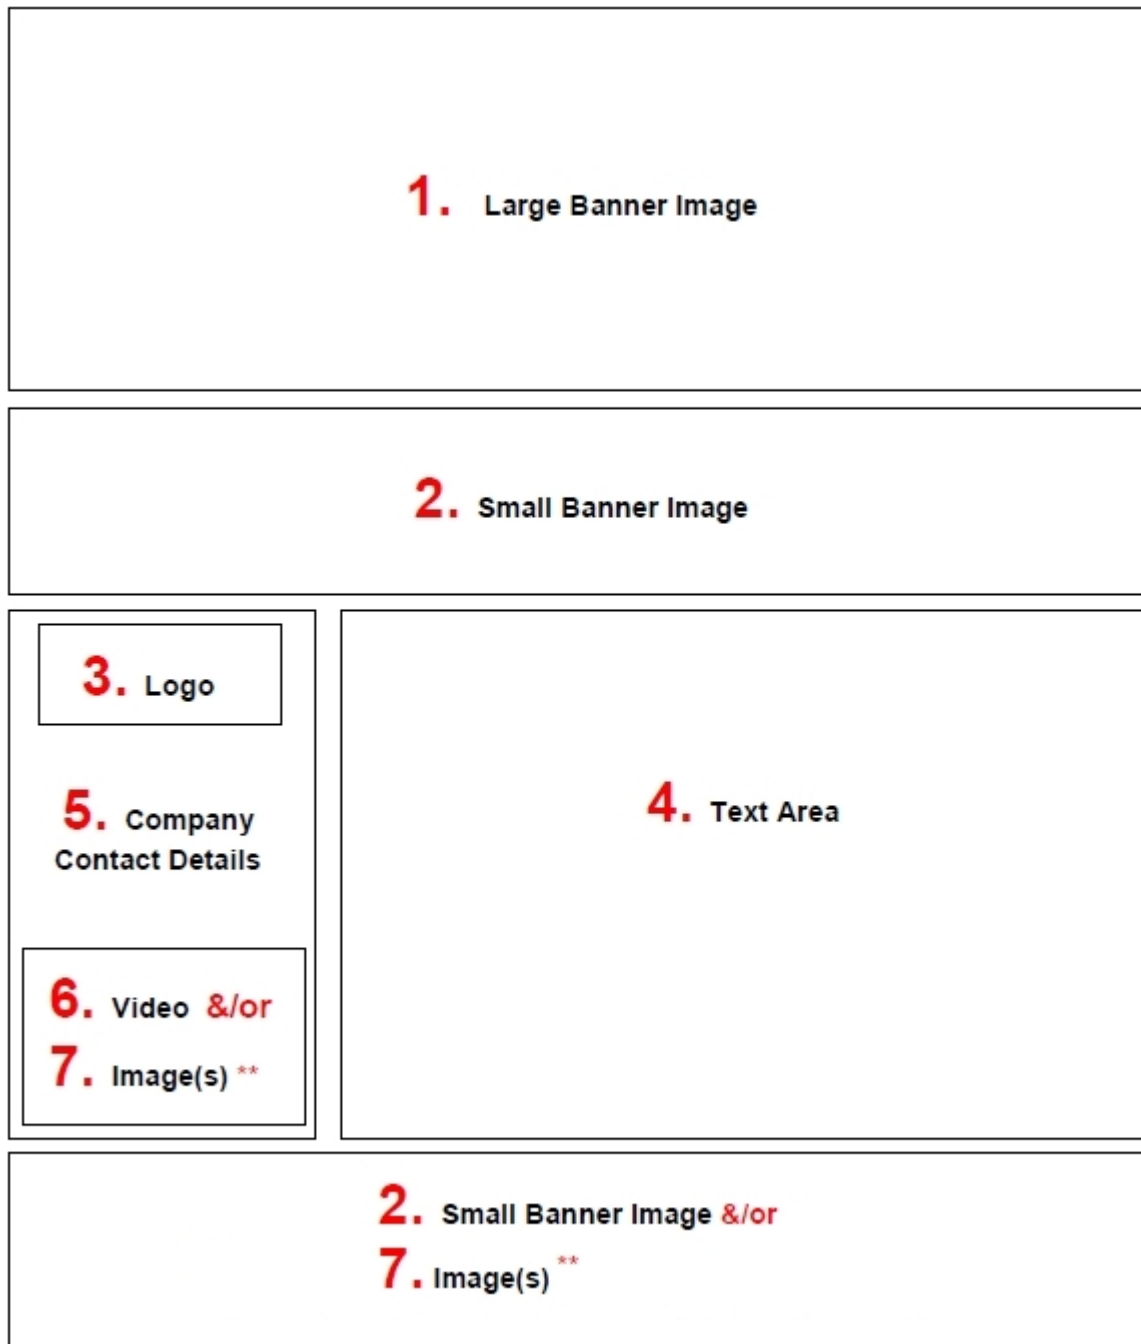 1. Large Banner Image
2. Small Banner Image
3. Logo
5. Company
Contact Details
6. Video &/or
7. Image(s) **
4. Text Area
2. Small Banner Image &/or
7. Image(s) **